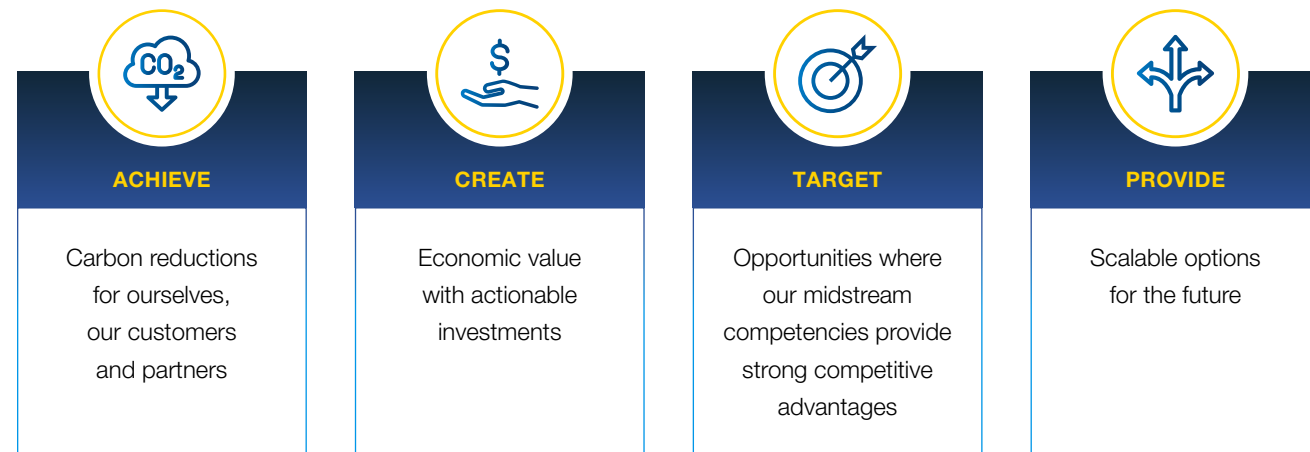 CO₂
$
ACHIEVE
Carbon reductions
for ourselves,
our customers
and partners
CREATE
Economic value
with actionable
investments
TARGET
Opportunities where
our midstream
competencies provide
strong competitive
advantages
PROVIDE
Scalable options
for the future